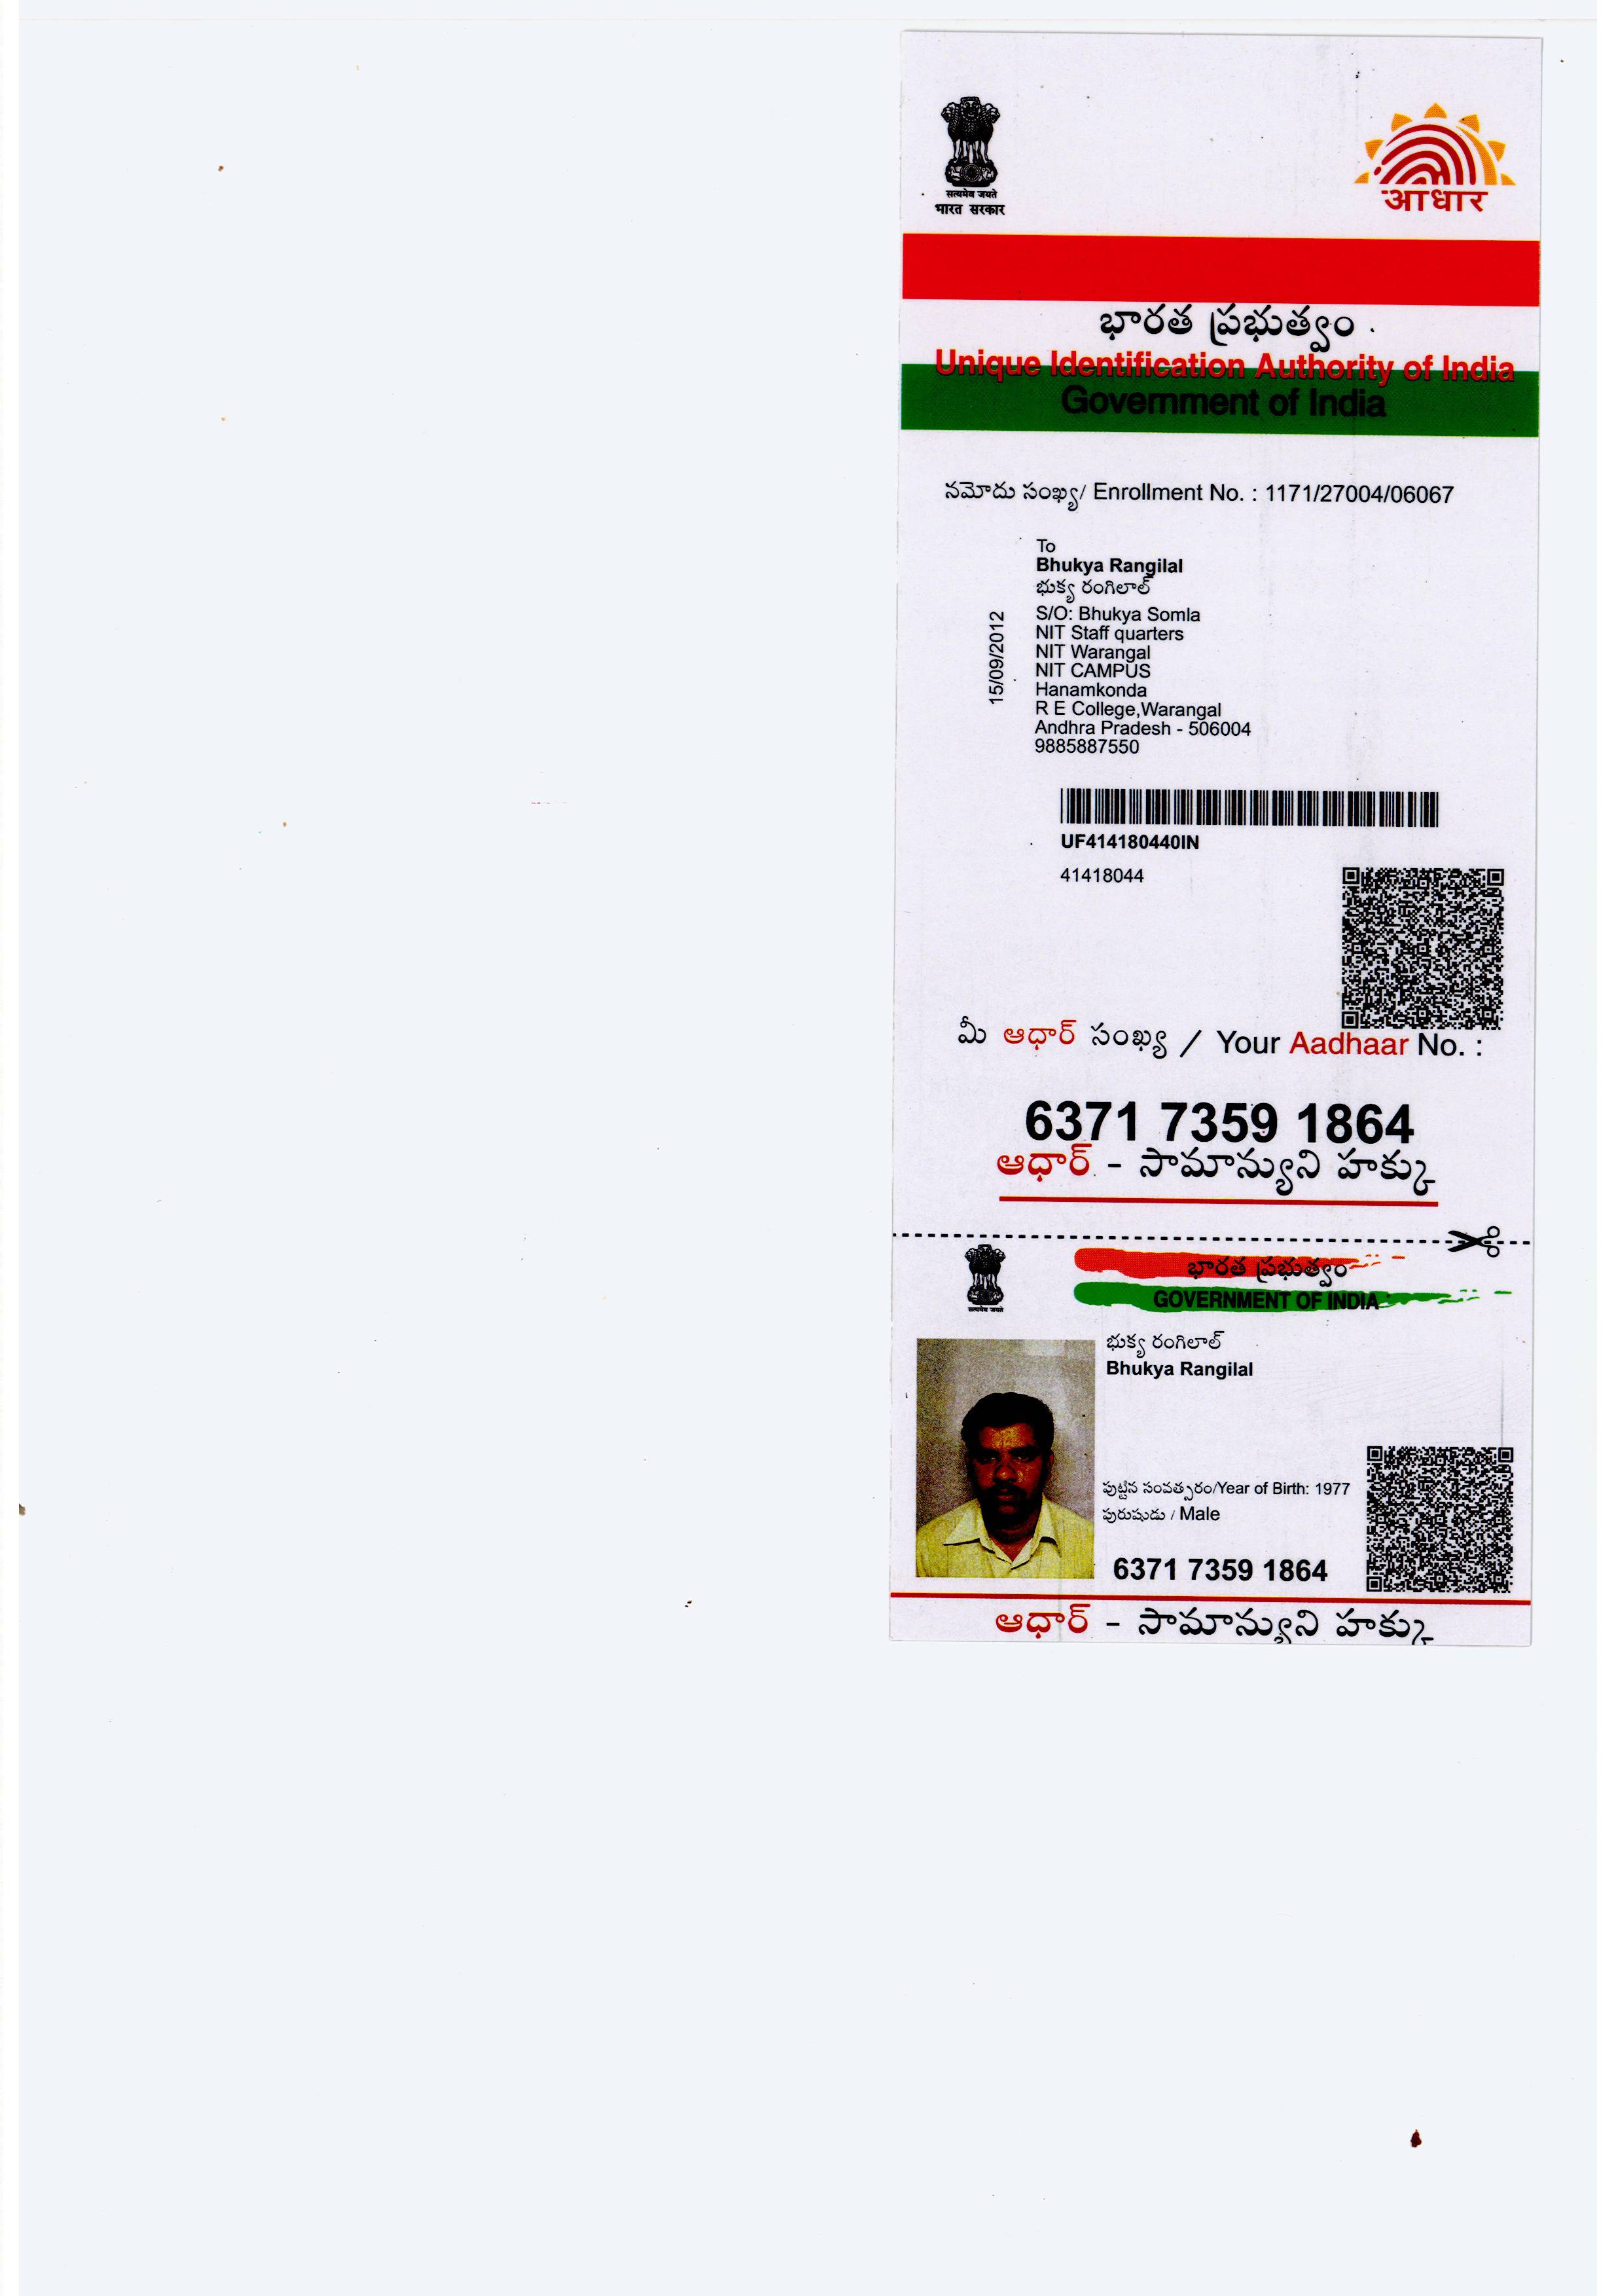 सत्यमेव जयते
भारत सरकार
आधार
భారత ప్రభుత్వం
Unique Identification Authority of India
Government of India
నమోదు సంఖ్య/ Enrollment No. : 1171/27004/06067
To
Bhukya Rangilal
భుక్య రంగిలాల్
S/O: Bhukya Somla
NIT Staff quarters
NIT Warangal
NIT CAMPUS
Hanamkonda
R E College,Warangal
Andhra Pradesh - 506004
9885887550
15/09/2012
UF414180440IN
41418044
మీ ఆధార్ సంఖ్య / Your Aadhaar No. :
6371 7359 1864
ఆధార్ - సామాన్యుని హక్కు
భారత ప్రభుత్వం
GOVERNMENT OF INDIA
सत्यमेव जयते
భుక్య రంగిలాల్
Bhukya Rangilal
పుట్టిన సంవత్సరం/Year of Birth: 1977
పురుషుడు / Male
6371 7359 1864
ఆధార్ - సామాన్యుని హక్కు